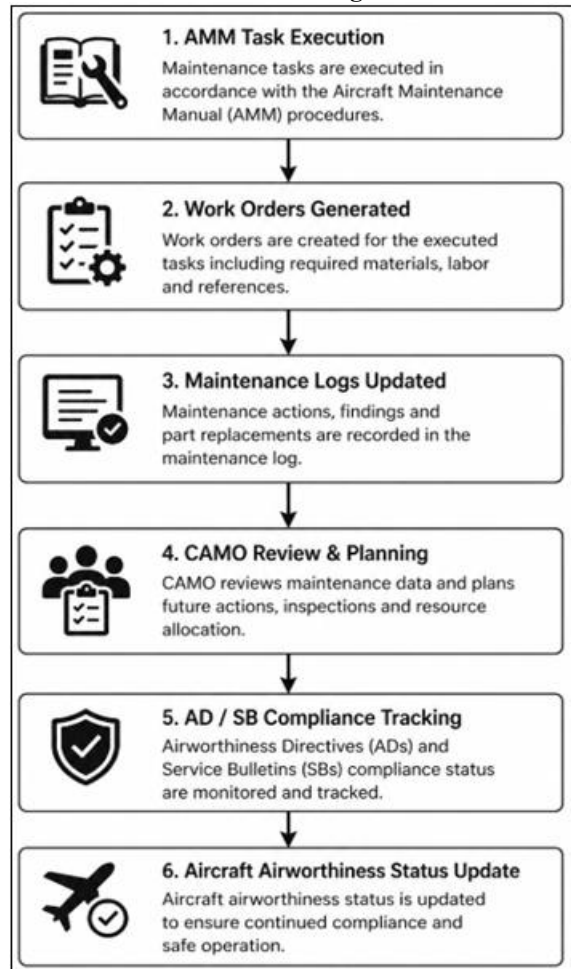 1. AMM Task Execution
Maintenance tasks are executed in
accordance with the Aircraft Maintenance
Manual (AMM) procedures.
2. Work Orders Generated
Work orders are created for the executed
tasks including required materials, labor
and references.
3. Maintenance Logs Updated
Maintenance actions, findings and
part replacements are recorded in the
maintenance log.
4. CAMO Review & Planning
CAMO reviews maintenance data and plans
future actions, inspections and resource
allocation.
5. AD / SB Compliance Tracking
Airworthiness Directives (ADs) and
Service Bulletins (SBs) compliance status
are monitored and tracked.
6. Aircraft Airworthiness Status Update
Aircraft airworthiness status is updated
to ensure continued compliance and
safe operation.